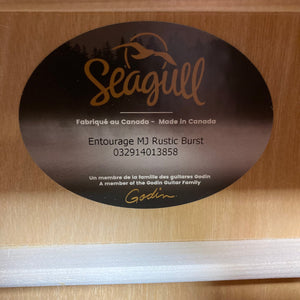 Seagull
Fabriqué au Canada - Made in Canada
Entourage MJ Rustic Burst
032914013858
Un membre de la famille des guitares Godin
A member of the Godin Guitar Family
Godin